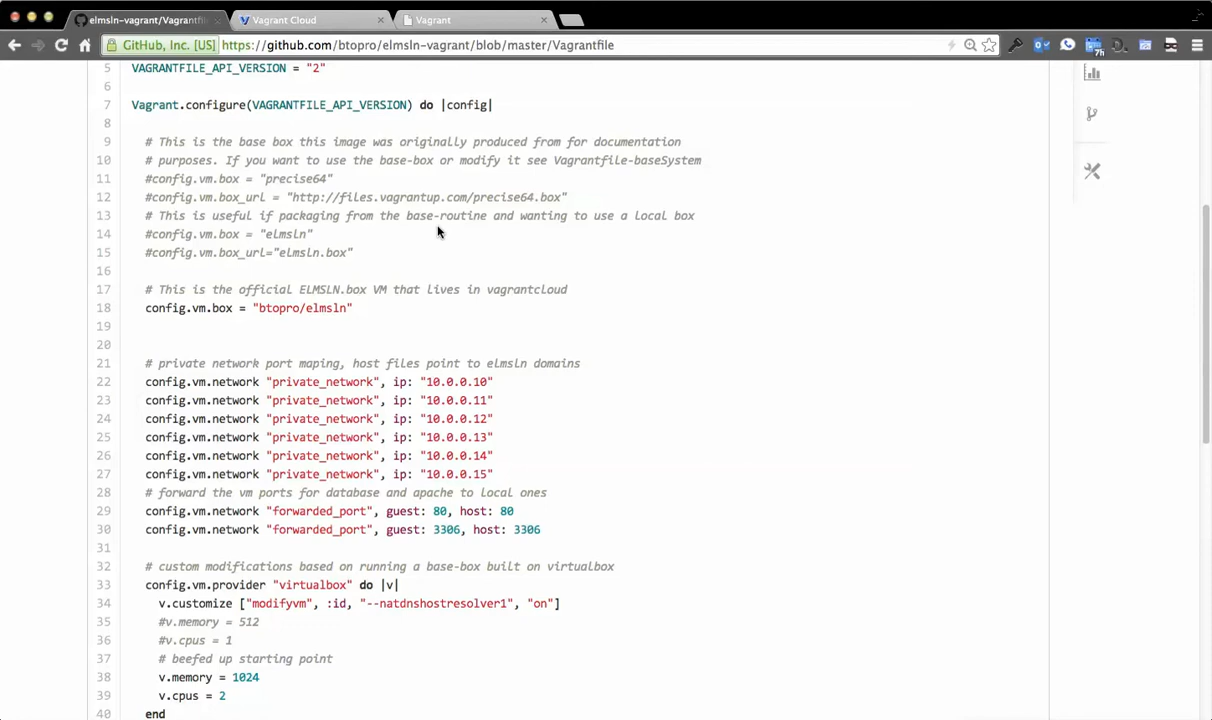 elmsln-vagrant/Vagrantfil
Vagrant Cloud
Vagrant
GitHub, Inc. [US]
https://github.com/btopro/elmsln-vagrant/blob/master/Vagrantfile
7h
5 VAGRANTFILE_API_VERSION = "2"
6
7 Vagrant.configure(VAGRANTFILE_API_VERSION) do |config|
8
9 # This is the base box this image was originally produced from for documentation
10 # purposes. If you want to use the base-box or modify it see Vagrantfile-baseSystem
11 #config.vm.box = "precise64"
12 #config.vm.box_url = "http://files.vagrantup.com/precise64.box"
13 # This is useful if packaging from the base-routine and wanting to use a local box
14 #config.vm.box = "elmsln"
15 #config.vm.box_url="elmsln.box"
16
17 # This is the official ELMSLN.box VM that lives in vagrantcloud
18 config.vm.box = "btopro/elmsln"
19
20
21 # private network port maping, host files point to elmsln domains
22 config.vm.network "private_network", ip: "10.0.0.10"
23 config.vm.network "private_network", ip: "10.0.0.11"
24 config.vm.network "private_network", ip: "10.0.0.12"
25 config.vm.network "private_network", ip: "10.0.0.13"
26 config.vm.network "private_network", ip: "10.0.0.14"
27 config.vm.network "private_network", ip: "10.0.0.15"
28 # forward the vm ports for database and apache to local ones
29 config.vm.network "forwarded_port", guest: 80, host: 80
30 config.vm.network "forwarded_port", guest: 3306, host: 3306
31
32 # custom modifications based on running a base-box built on virtualbox
33 config.vm.provider "virtualbox" do |v|
34 v.customize ["modifyvm", :id, "--natdnshostresolver1", "on"]
35 #v.memory = 512
36 #v.cpus = 1
37 # beefed up starting point
38 v.memory = 1024
39 v.cpus = 2
40 end